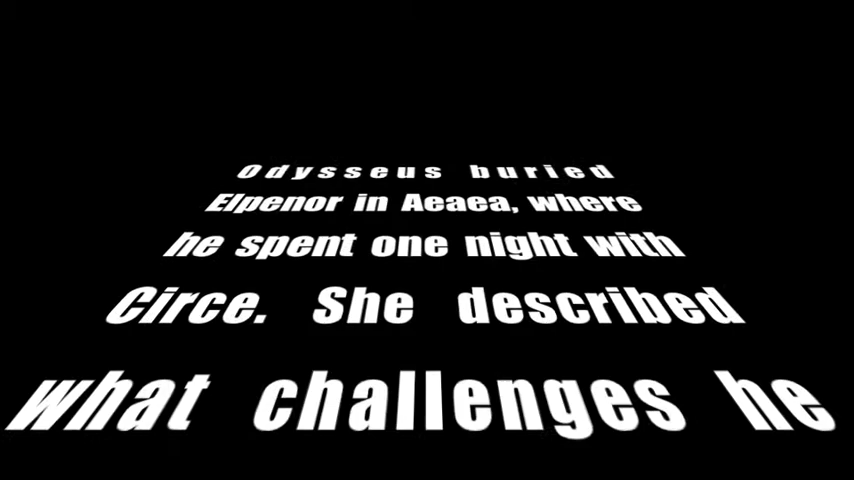 Odysseus buried
Elpenor in Aeaea, where
he spent one night with
Circe. She described
what challenges he